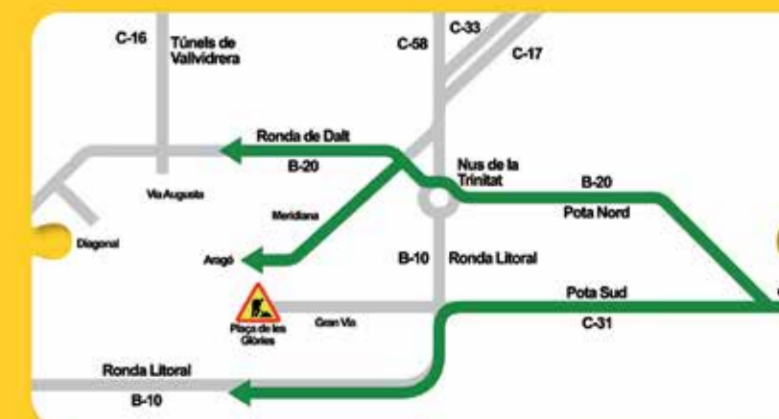 C-16
Túnels de
Vallvidrera
C-58
C-33
C-17
Ronda de Dalt
B-20
Nus de la
Trinitat
B-20
Pota Nord
Via Augusta
Meridiana
Diagonal
Aragó
B-10
Ronda Litoral
Pota Sud
C-31
Plaça de les
Glòries
Gran Via
Ronda Litoral
B-10